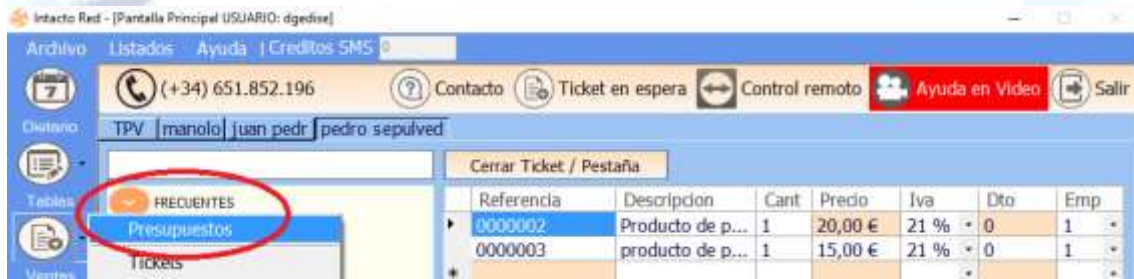 Intacto Red - [Pantalla Principal USUARIO: dgedise]
Archivo Listados Ayuda | Creditos SMS 0
7 (+34) 651.852.196 Contacto Ticket en espera Control remoto Ayuda en Video Salir
Diatario TPV manolo juan pedr pedro sepulved
Cerrar Ticket / Pestaña
Tablas FRECUENTES Referencia Descripcion Cant Precio Iva Dto Emp
Presupuestos 0000002 Producto de p... 1 20,00 € 21 % 0 1
Tickets 0000003 producto de p... 1 15,00 € 21 % 0 1
Ventas *